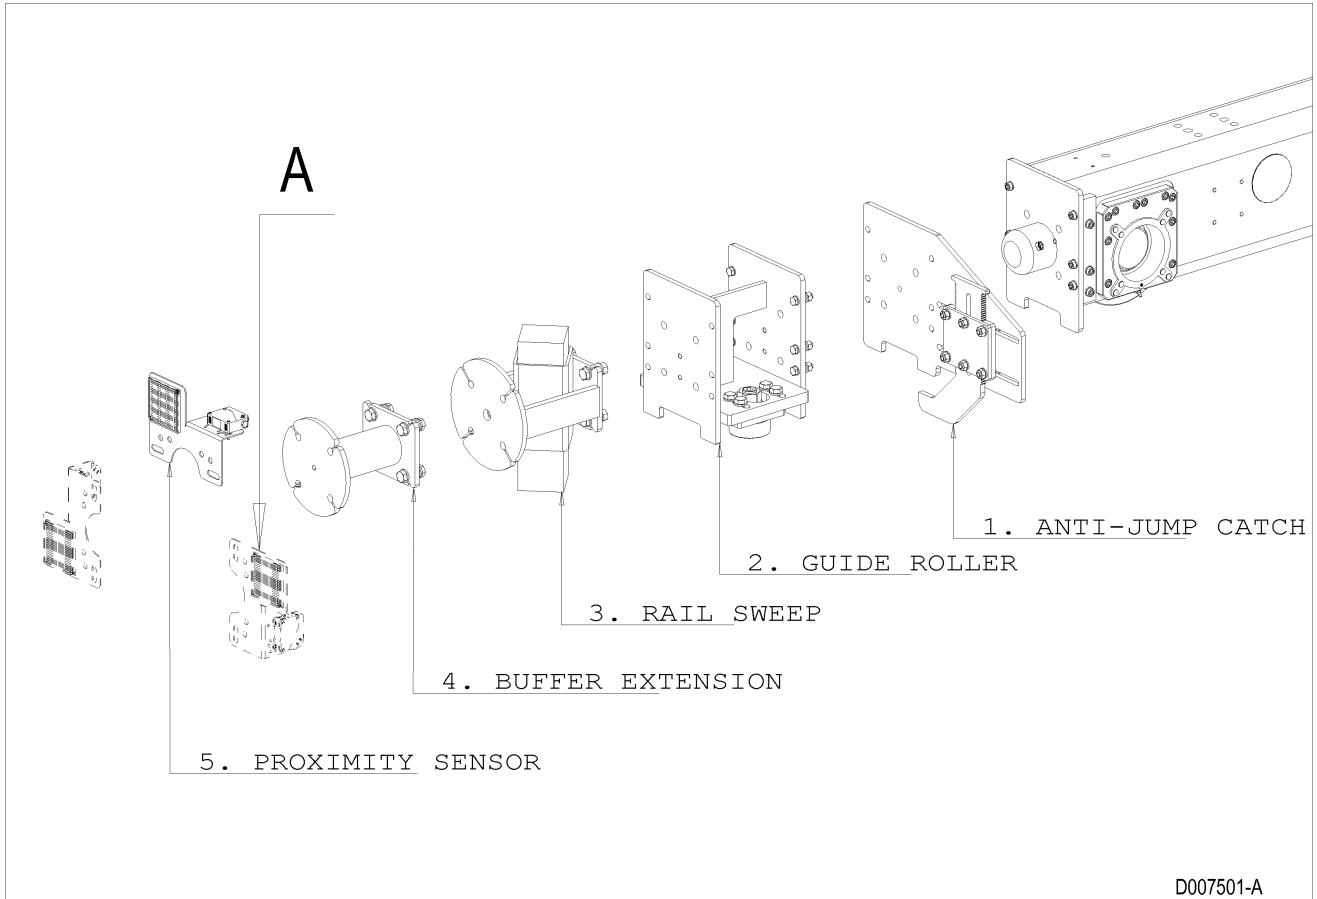 A
1. ANTI-JUMP CATCH
2. GUIDE ROLLER
3. RAIL SWEEP
4. BUFFER EXTENSION
5. PROXIMITY SENSOR
D007501-A